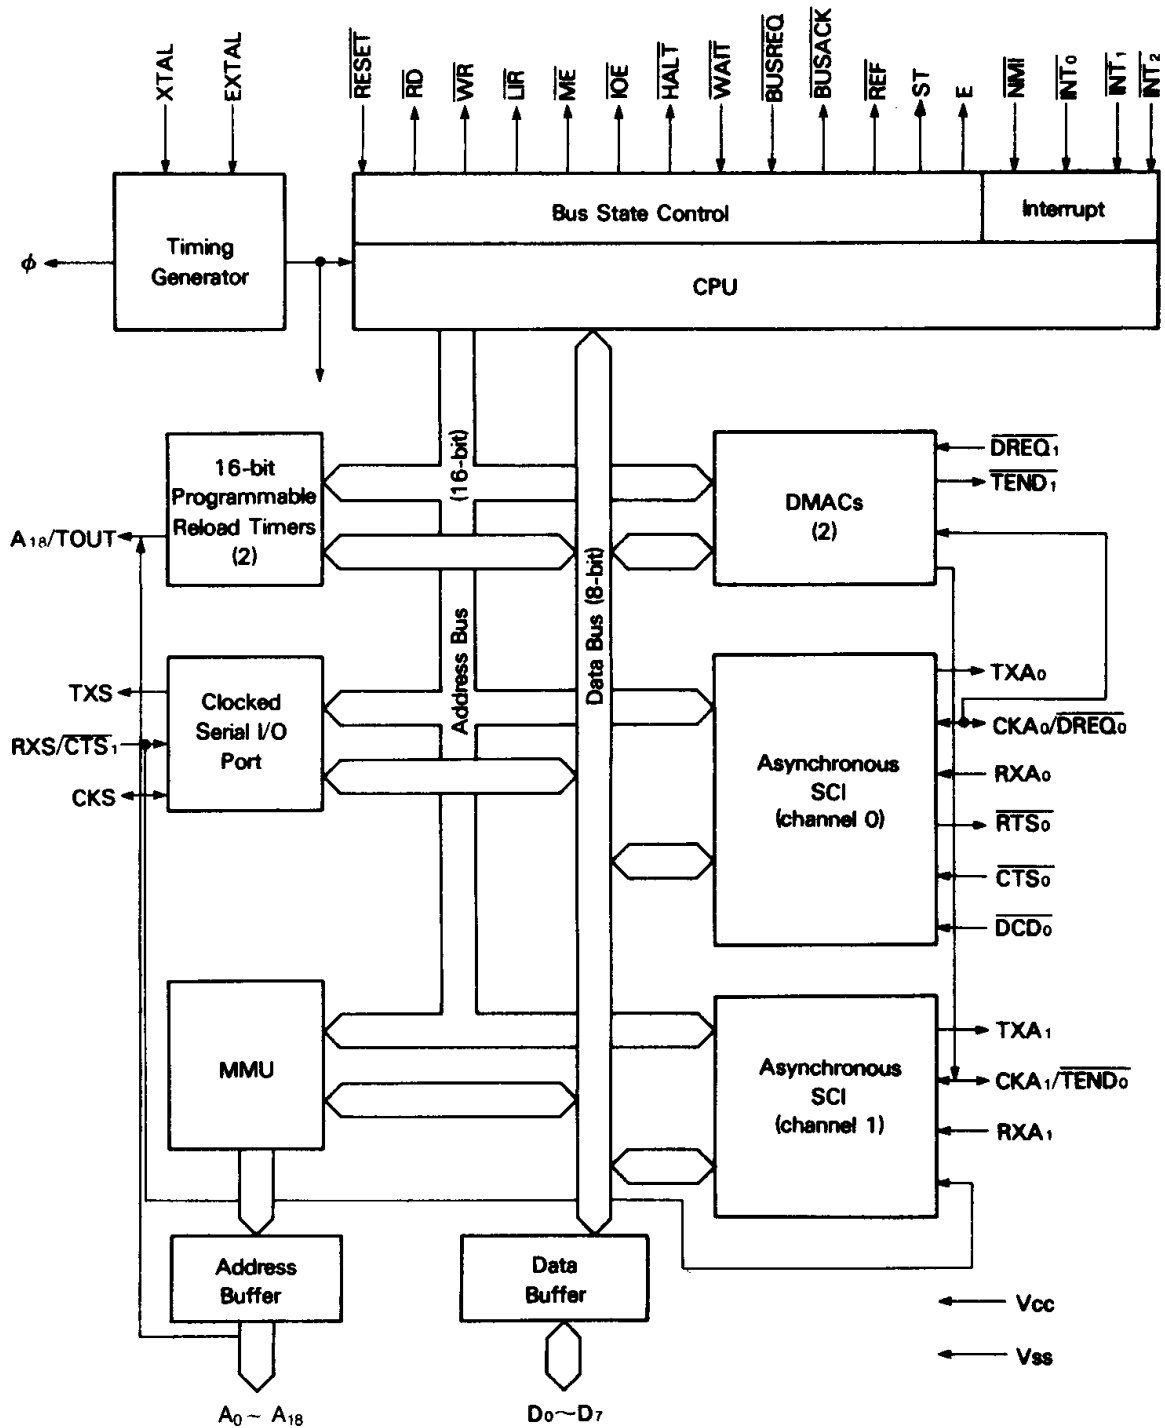 XTAL
EXTAL
RESET
RD
WR
LIR
ME
IOE
HALT
WAIT
BUSREQ
BUSACK
REF
ST
E
NMI
INT₀
INT₁
INT₂
Timing
Generator
ϕ
Bus State Control
Interrupt
CPU
16-bit
Programmable
Reload Timers
(2)
A₁₈/TOUT
(16-bit)
Address Bus
Data Bus (8-bit)
DMACs
(2)
DREQ₁
TEND₁
Clocked
Serial I/O
Port
TXS
RXS/CTS₁
CKS
Asynchronous
SCI
(channel 0)
TXA₀
CKA₀/DREQ₀
RXA₀
RTS₀
CTS₀
DCD₀
MMU
Asynchronous
SCI
(channel 1)
TXA₁
CKA₁/TEND₀
RXA₁
Address
Buffer
Data
Buffer
Vcc
Vss
A₀~A₁₈
D₀~D₇